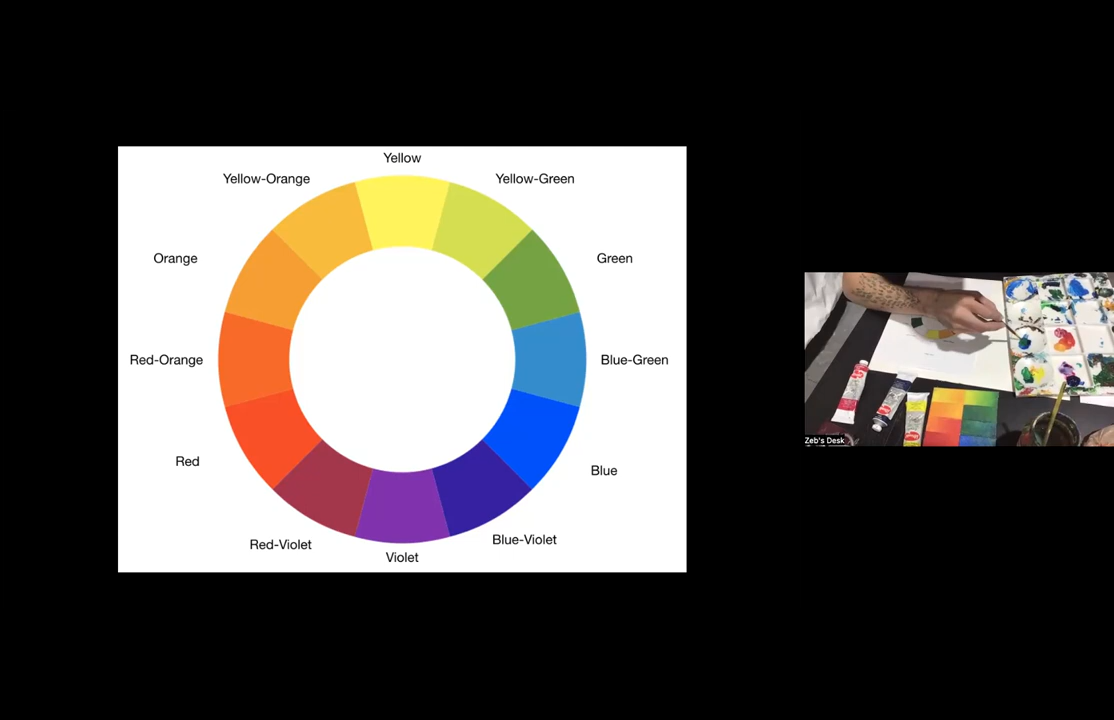 Yellow
Yellow-Orange
Yellow-Green
Orange
Green
Red-Orange
Blue-Green
Red
Blue
Red-Violet
Blue-Violet
Violet
Zeb's Desk